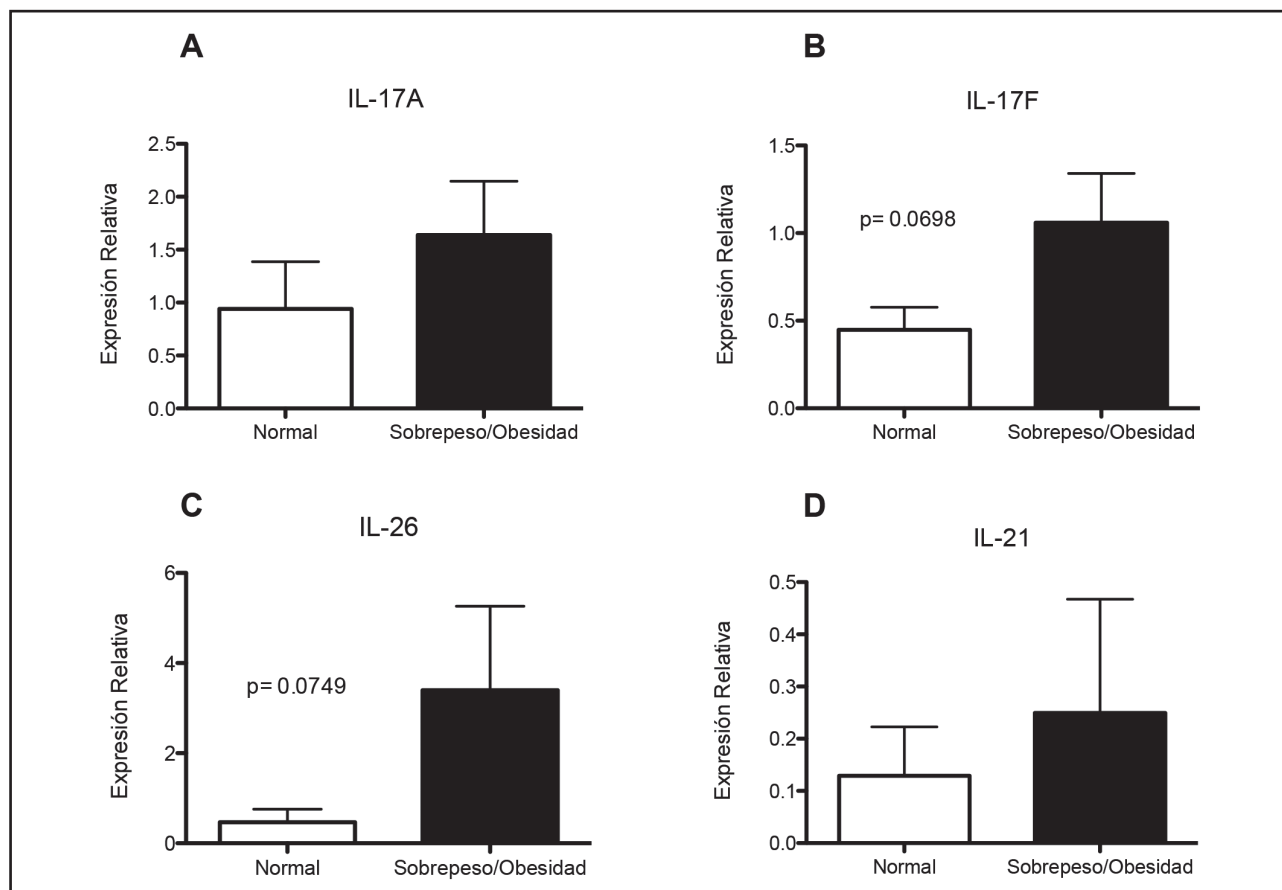 A
IL-17A
Expresión Relativa
2.5
2.0
1.5
1.0
0.5
0.0
Normal
Sobrepeso/Obesidad
B
IL-17F
Expresión Relativa
1.5
1.0
0.5
0.0
p= 0.0698
Normal
Sobrepeso/Obesidad
C
IL-26
Expresión Relativa
6
4
2
0
p= 0.0749
Normal
Sobrepeso/Obesidad
D
IL-21
Expresión Relativa
0.5
0.4
0.3
0.2
0.1
0.0
Normal
Sobrepeso/Obesidad